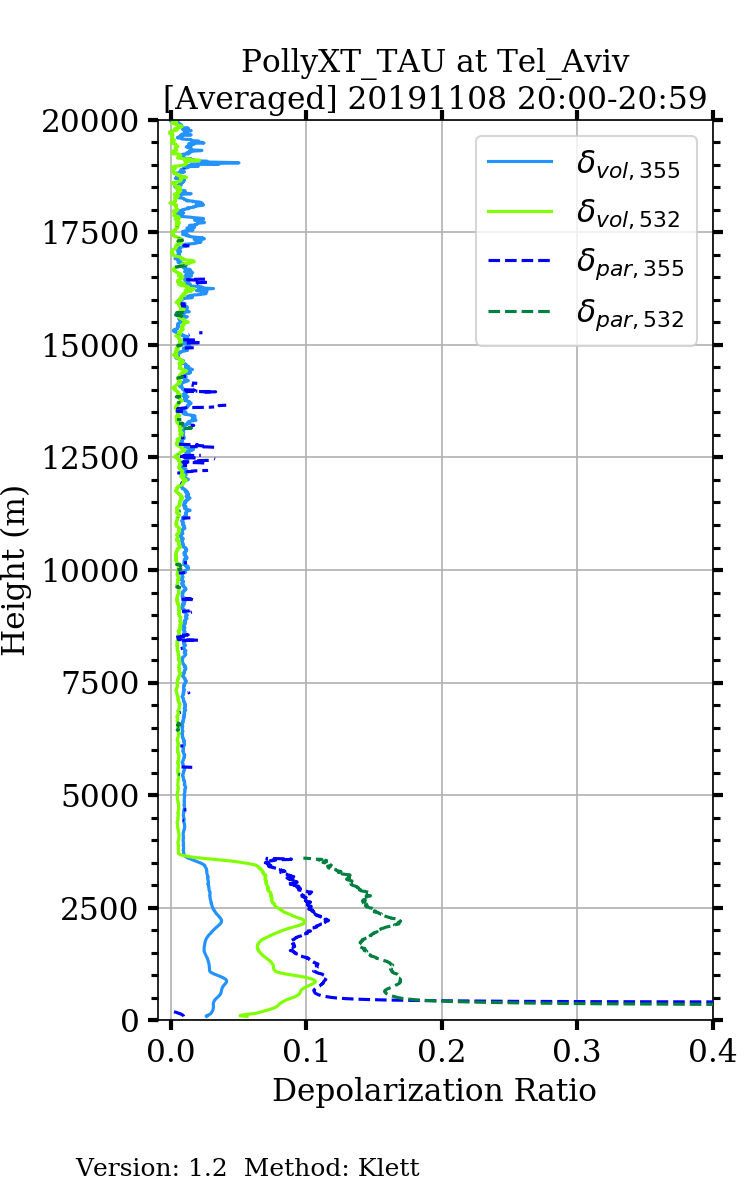 PollyXT_TAU at Tel_Aviv
[Averaged] 20191108 20:00-20:59
20000
17500
15000
12500
10000
7500
5000
2500
0
Height (m)
δvol, 355
δvol, 532
δpar, 355
δpar, 532
0.0 0.1 0.2 0.3 0.4
Depolarization Ratio
Version: 1.2 Method: Klett